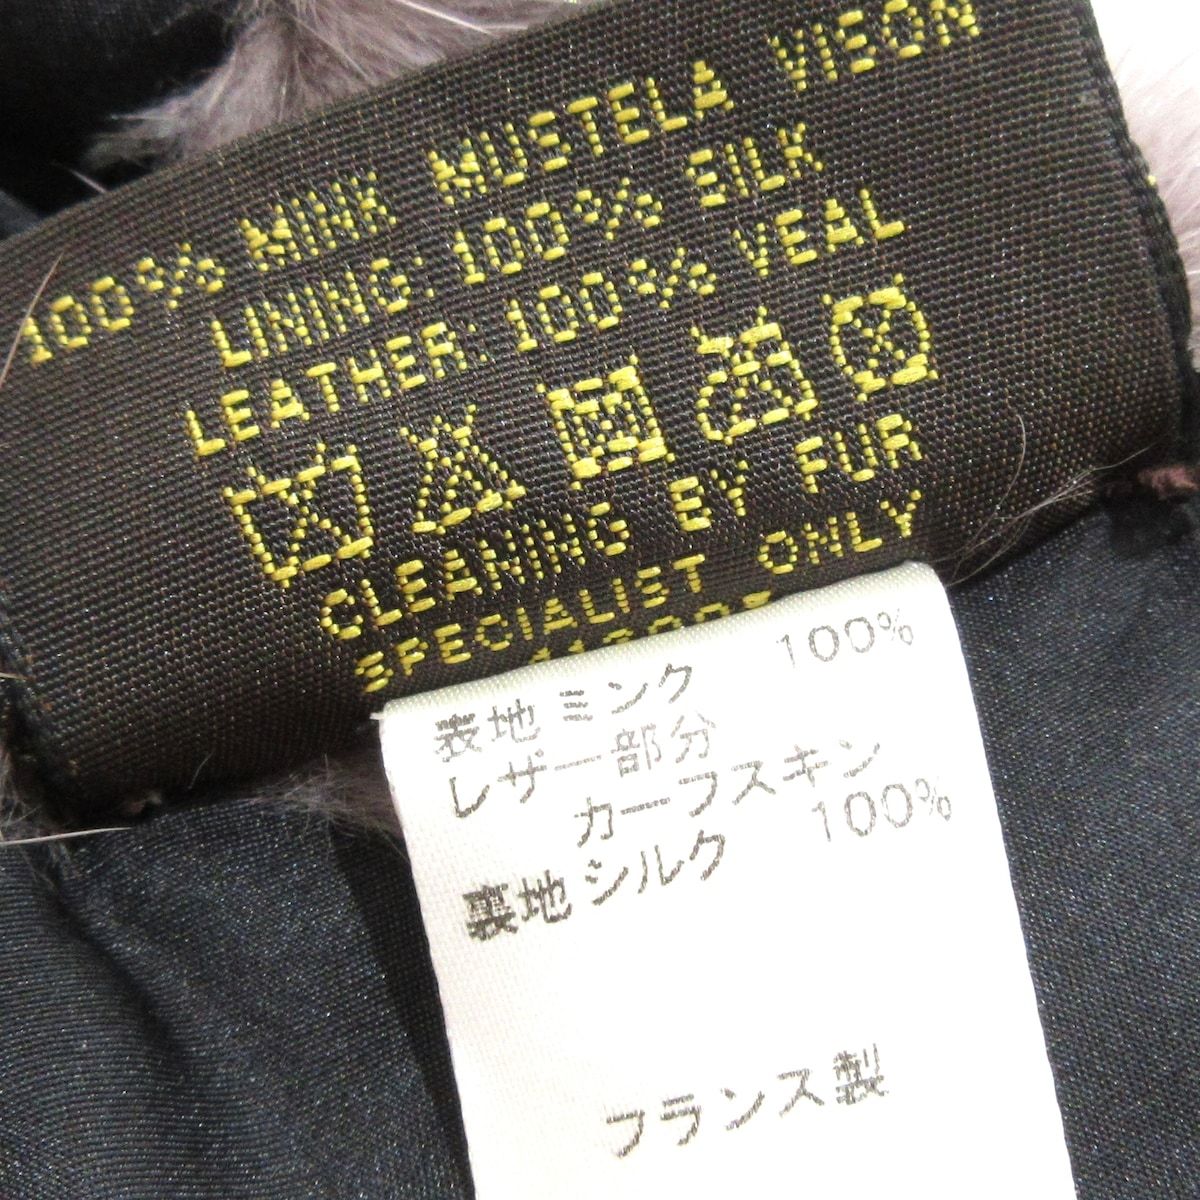 100% MINK MUSTELA VISON
LINING: 100% SILK
LEATHER: 100% VEAL
CLEANING BY FUR
SPECIALIST ONLY
表地 ミンク 100%
レザー部分
カーフスキン
裏地 シルク 100%
フランス製